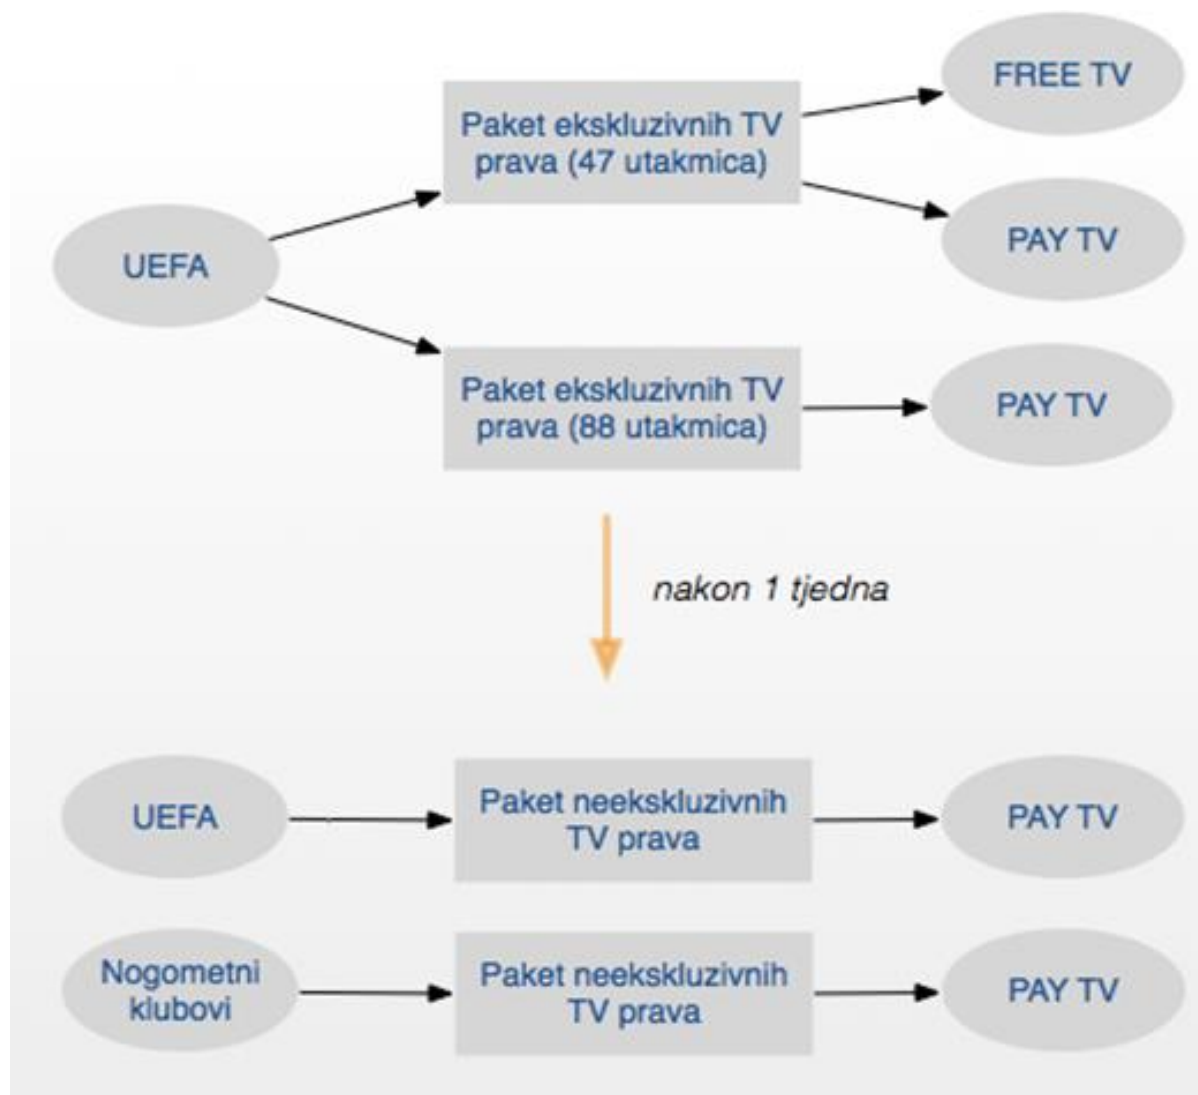 FREE TV
Paket ekskluzivnih TV
prava (47 utakmica)
PAY TV
UEFA
Paket ekskluzivnih TV
prava (88 utakmica)
PAY TV
nakon 1 tjedna
UEFA
Paket neekskluzivnih
TV prava
PAY TV
Nogometni
klubovi
Paket neekskluzivnih
TV prava
PAY TV